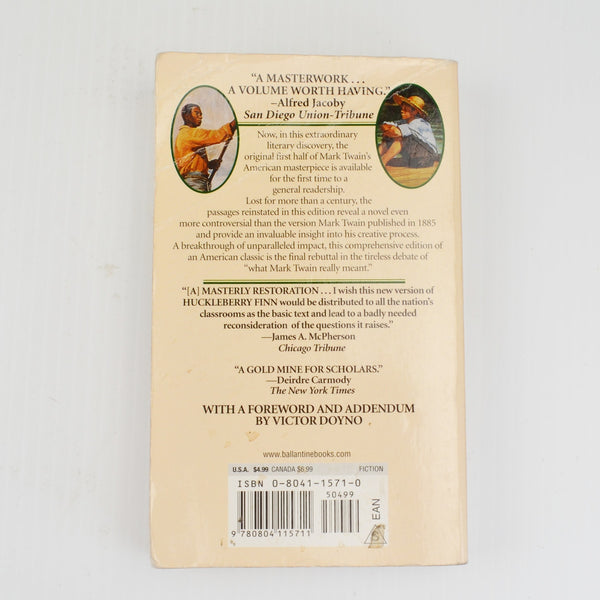 “A MASTERWORK . . .
A VOLUME WORTH HAVING.”
—Alfred Jacoby
San Diego Union-Tribune
Now, in this extraordinary
literary discovery, the
original first half of Mark Twain’s
American masterpiece is available
for the first time to a
general readership.
Lost for more than a century, the
passages reinstated in this edition reveal a novel even
more controversial than the version Mark Twain published in 1885
and provide an invaluable insight into his creative process.
A breakthrough of unparalleled impact, this comprehensive edition of
an American classic is the final rebuttal in the tireless debate of
“what Mark Twain really meant.”
“[A] MASTERLY RESTORATION . . . I wish this new version of
HUCKLEBERRY FINN would be distributed to all the nation’s
classrooms as the basic text and lead to a badly needed
reconsideration of the questions it raises.”
—James A. McPherson
Chicago Tribune
“A GOLD MINE FOR SCHOLARS.”
—Deirdre Carmody
The New York Times
WITH A FOREWORD AND ADDENDUM
BY VICTOR DOYNO
www.ballantinebooks.com
U.S.A. $4.99 CANADA $6.99 FICTION
ISBN 0-8041-1571-0
50499
EAN
9 780804 115711